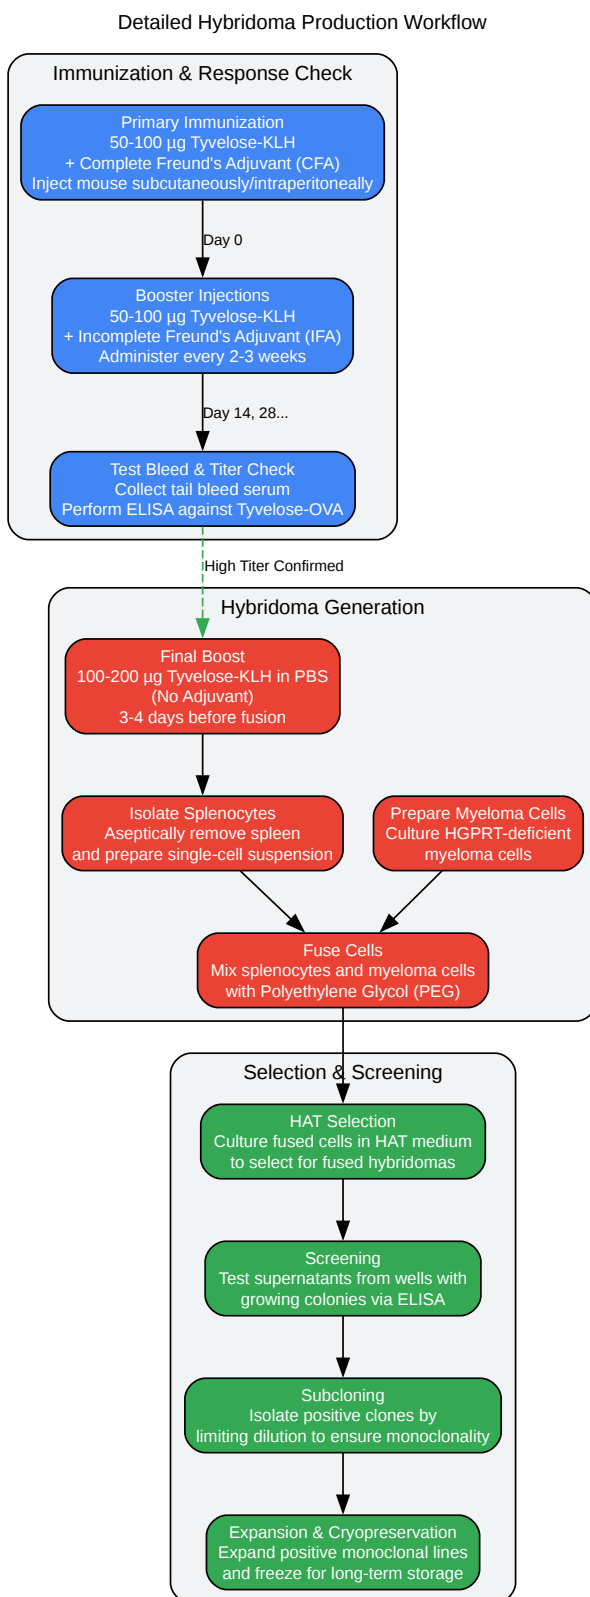 Detailed Hybridoma Production Workflow
Immunization & Response Check
Primary Immunization
50-100 µg Tyvelose-KLH
+ Complete Freund's Adjuvant (CFA)
Inject mouse subcutaneously/intraperitoneally
Day 0
Booster Injections
50-100 µg Tyvelose-KLH
+ Incomplete Freund's Adjuvant (IFA)
Administer every 2-3 weeks
Day 14, 28...
Test Bleed & Titer Check
Collect tail bleed serum
Perform ELISA against Tyvelose-OVA
High Titer Confirmed
Hybridoma Generation
Final Boost
100-200 µg Tyvelose-KLH in PBS
(No Adjuvant)
3-4 days before fusion
Isolate Splenocytes
Aseptically remove spleen
and prepare single-cell suspension
Prepare Myeloma Cells
Culture HGPRT-deficient
myeloma cells
Fuse Cells
Mix splenocytes and myeloma cells
with Polyethylene Glycol (PEG)
Selection & Screening
HAT Selection
Culture fused cells in HAT medium
to select for fused hybridomas
Screening
Test supernatants from wells with
growing colonies via ELISA
Subcloning
Isolate positive clones by
limiting dilution to ensure monoclonality
Expansion & Cryopreservation
Expand positive monoclonal lines
and freeze for long-term storage